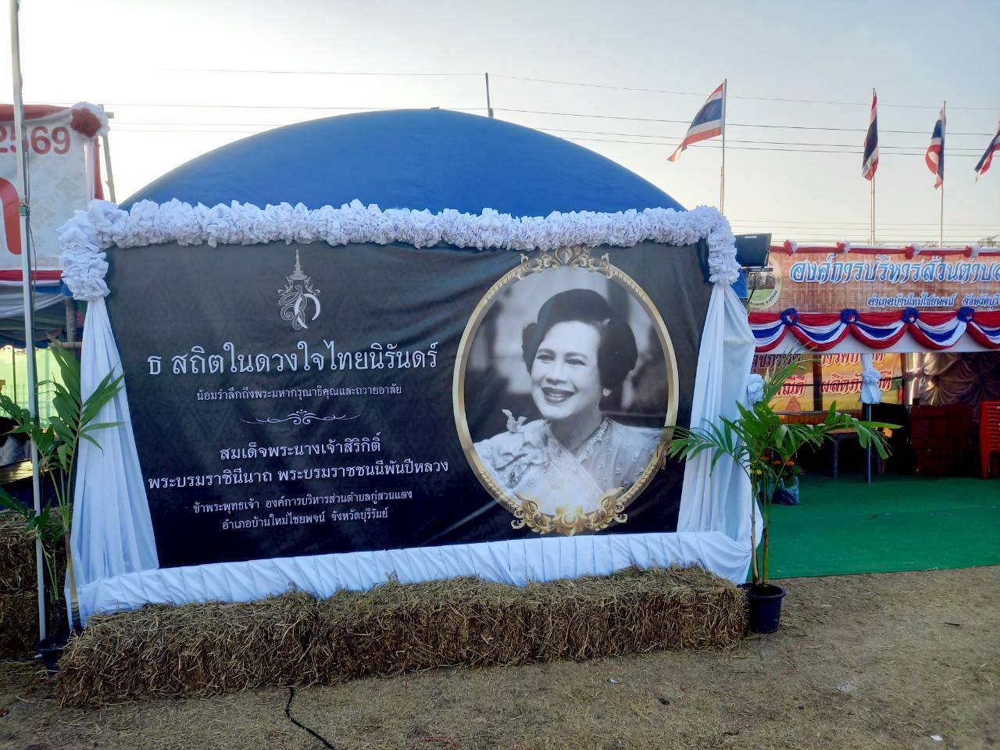 2569
ธ สถิตในดวงใจไทยนิรันดร์
น้อมรำลึกถึงพระมหากรุณาธิคุณและถวายอาลัย
สมเด็จพระนางเจ้าสิริกิติ์
พระบรมราชินีนาถ พระบรมราชชนนีพันปีหลวง
ข้าพระพุทธเจ้า องค์การบริหารส่วนตำบลกู่สวนแตง
อำเภอบ้านใหม่ไชยพจน์ จังหวัดบุรีรัมย์
องค์การบริหารส่วนตำบล
อำเภอบ้านใหม่ไชยพจน์ จังหวัดบุรี